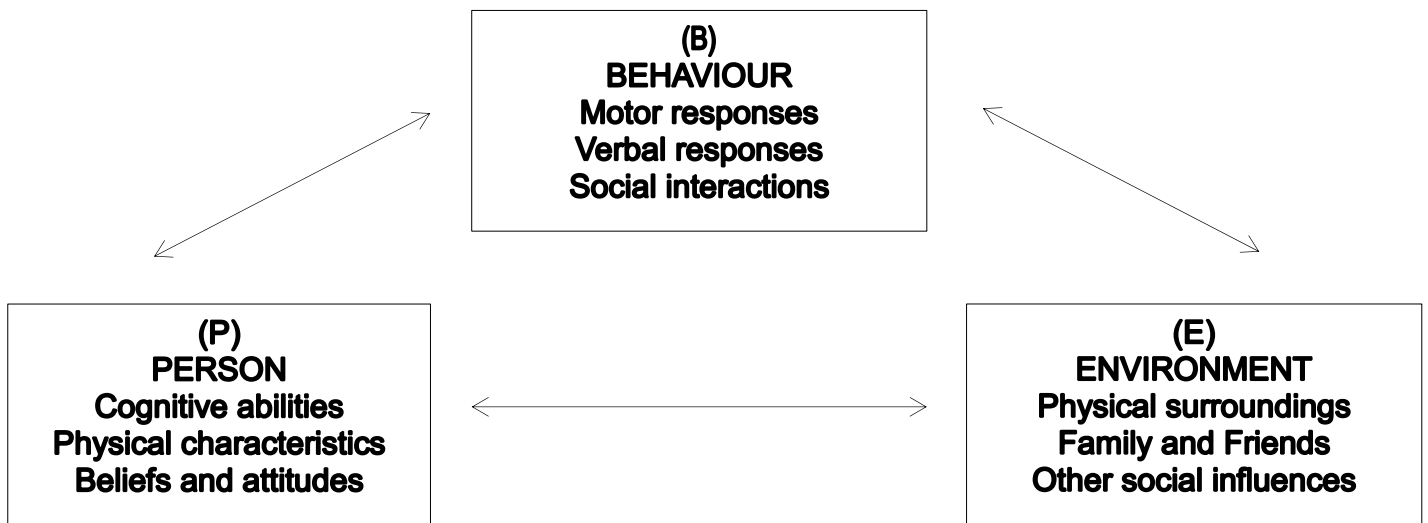 (B)
BEHAVIOUR
Motor responses
Verbal responses
Social interactions
(P)
PERSON
Cognitive abilities
Physical characteristics
Beliefs and attitudes
(E)
ENVIRONMENT
Physical surroundings
Family and Friends
Other social influences